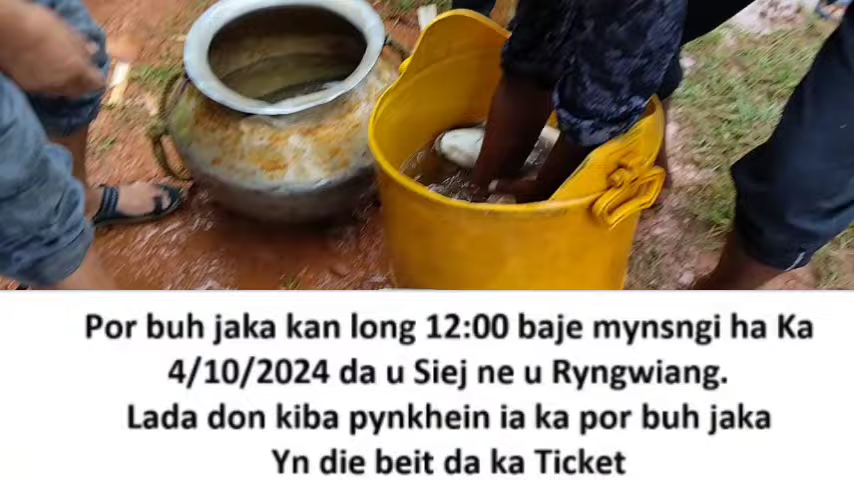 Por buh jaka kan long 12:00 baje mynsngi ha Ka
4/10/2024 da u Siej ne u Ryngwiang.
Lada don kiba pynkhein ia ka por buh jaka
Yn die beit da ka Ticket